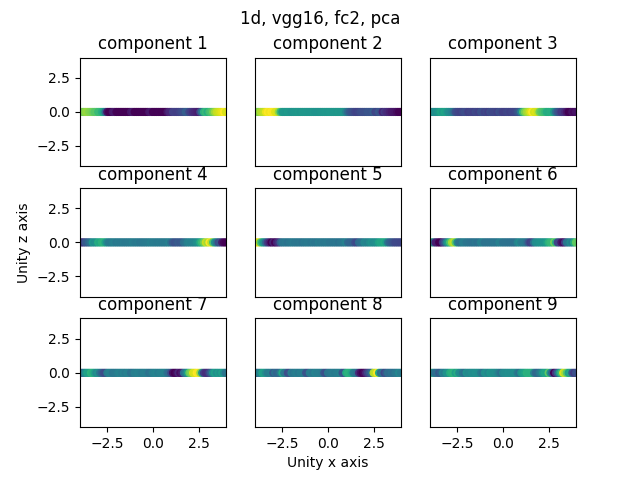 1d, vgg16, fc2, pca
component 1 component 2 component 3
2.5
0.0
−2.5
component 4 component 5 component 6
2.5
0.0
−2.5
Unity z axis
component 7 component 8 component 9
2.5
0.0
−2.5
−2.5 0.0 2.5 −2.5 0.0 2.5 −2.5 0.0 2.5
Unity x axis